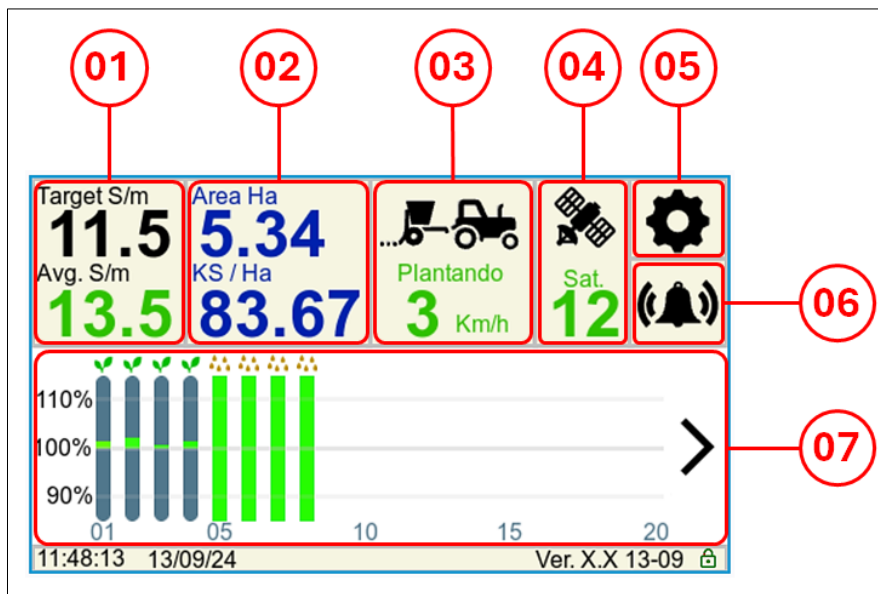 01 02 03 04 05
Target S/m
11.5
Avg. S/m
13.5
Area Ha
5.34
KS / Ha
83.67
Plantando
3 Km/h
Sat.
12
06
110%
100%
90%
01 05 10 15 20
07
11:48:13 13/09/24 Ver. X.X 13-09